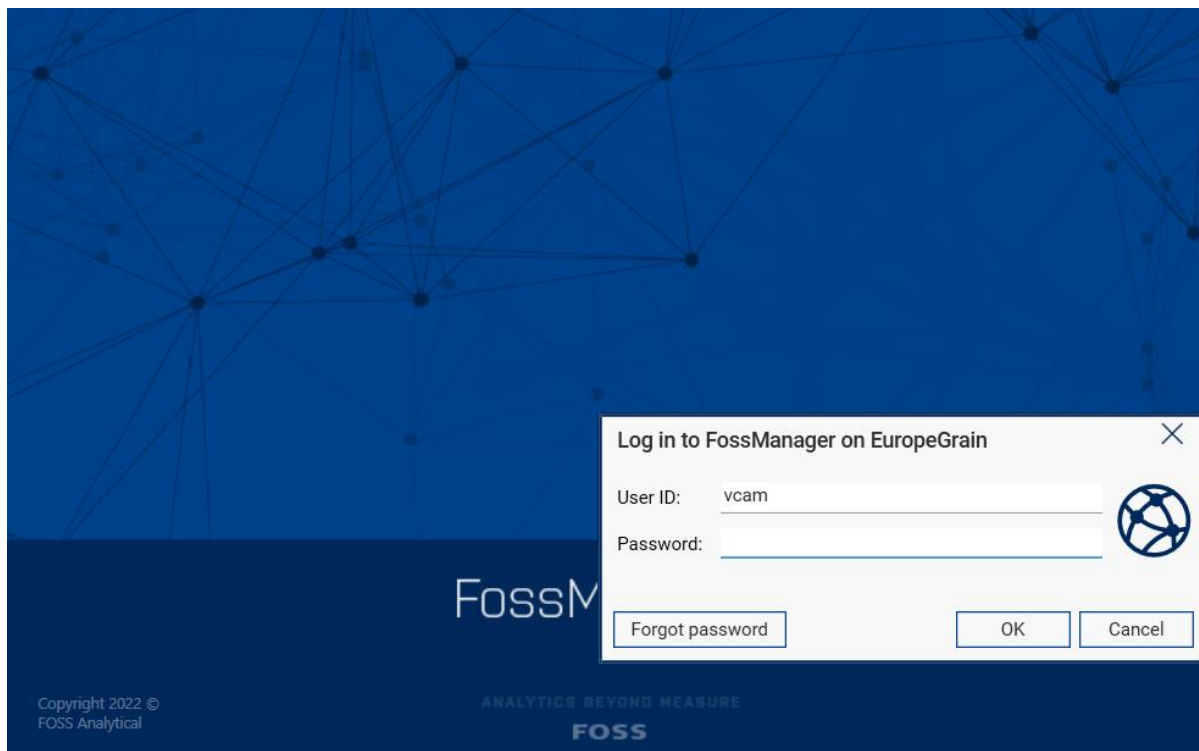 Log in to FossManager on EuropeGrain
User ID: vcam
Password:
FossM
Forgot password OK Cancel
Copyright 2022 ©
FOSS Analytical
ANALYTICS BEYOND MEASURE
FOSS